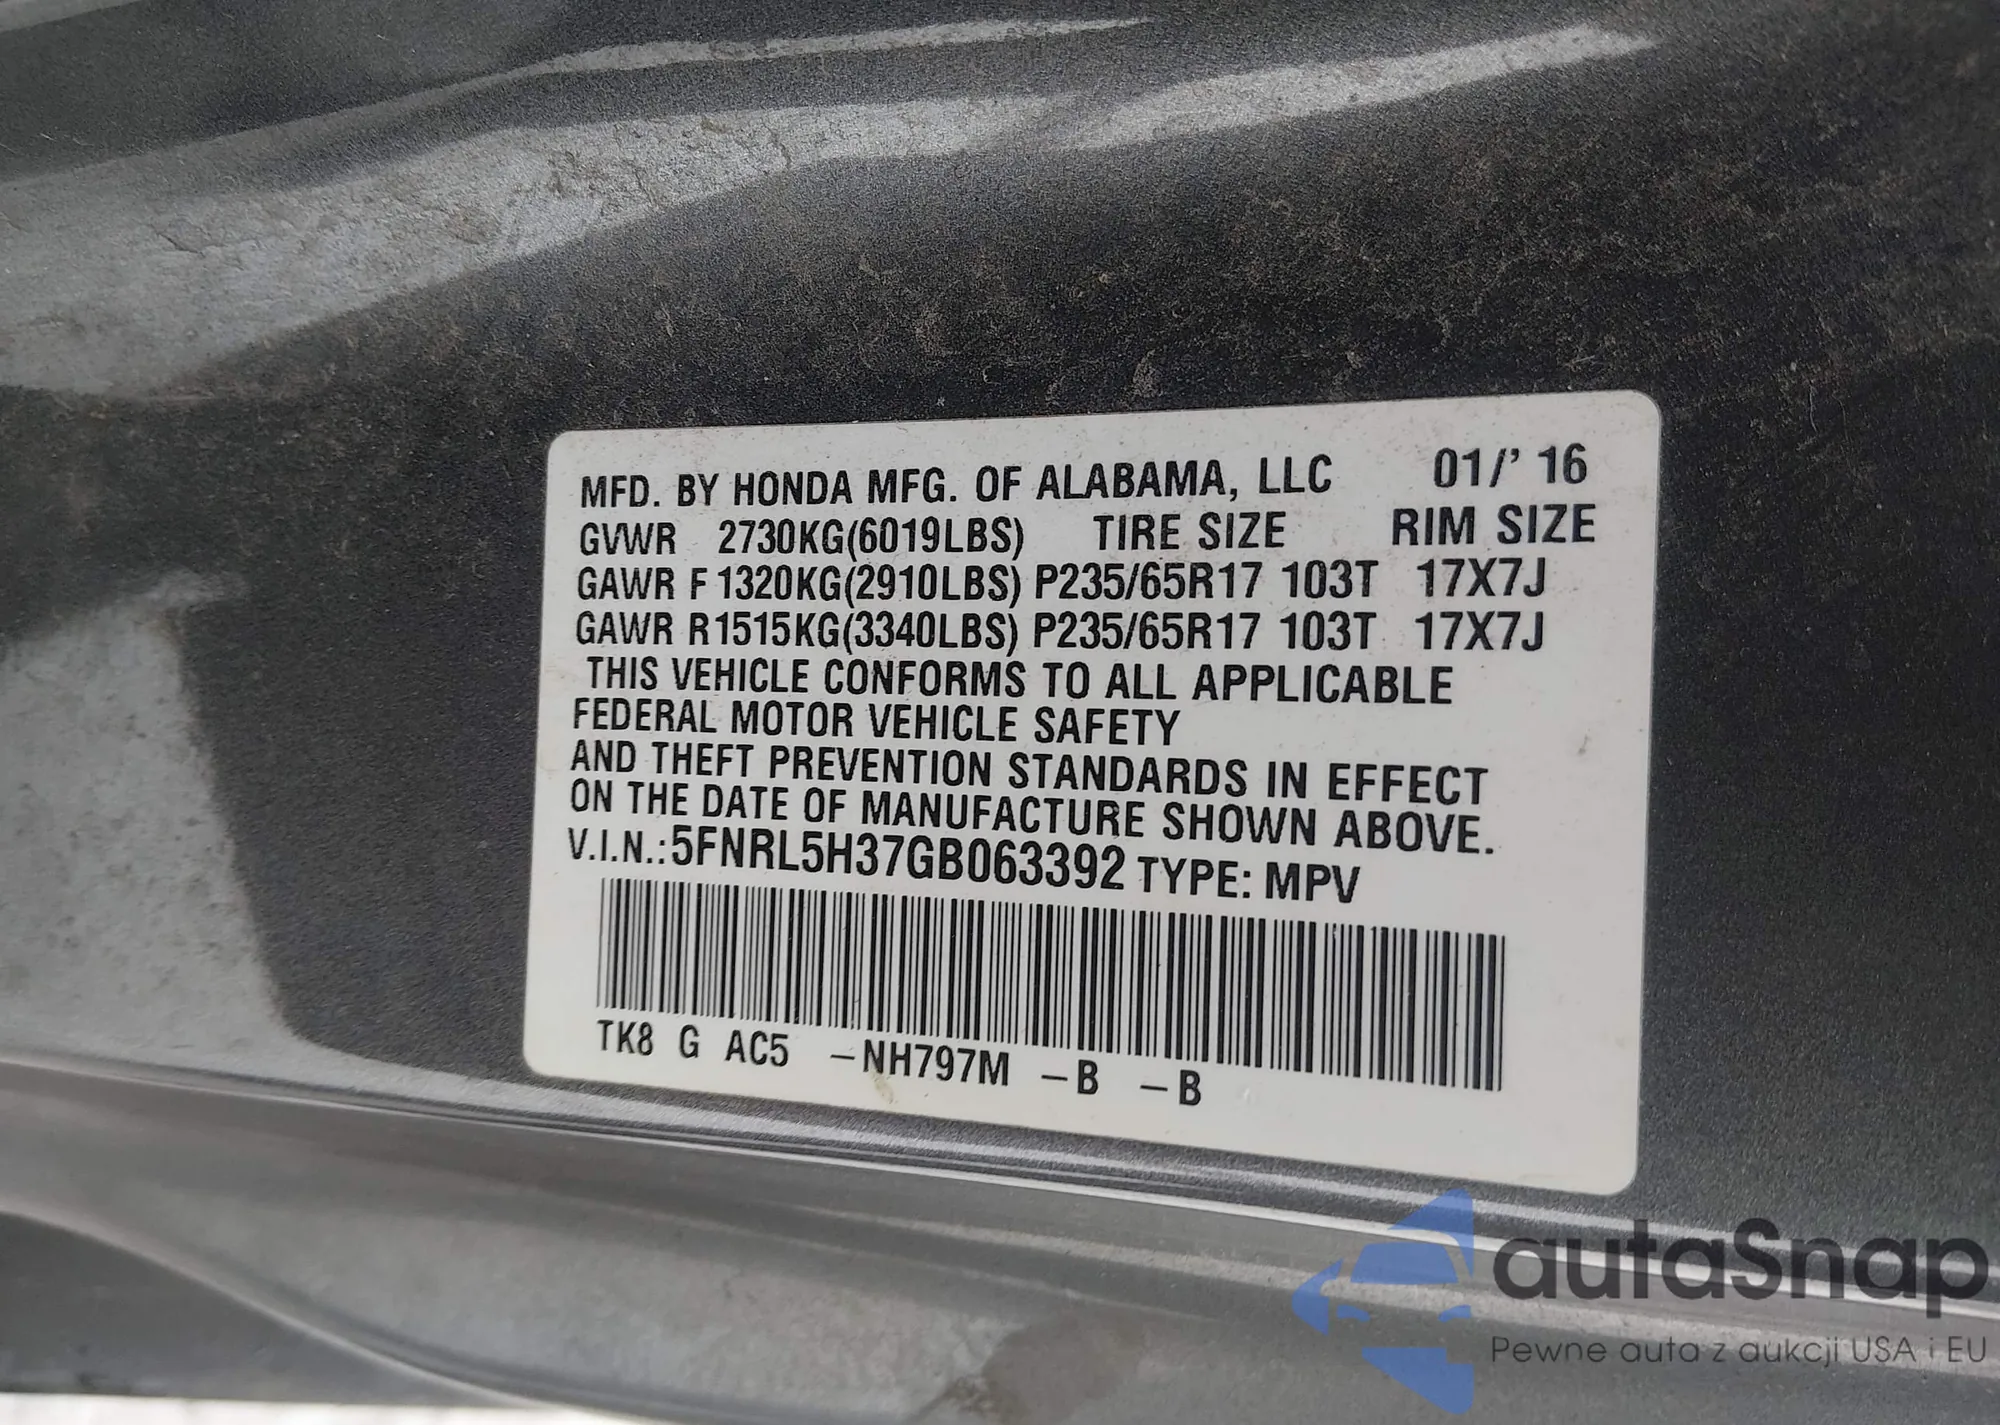 MFD. BY HONDA MFG. OF ALABAMA, LLC 01/' 16
GVWR 2730KG(6019LBS) TIRE SIZE RIM SIZE
GAWR F 1320KG(2910LBS) P235/65R17 103T 17X7J
GAWR R1515KG(3340LBS) P235/65R17 103T 17X7J
THIS VEHICLE CONFORMS TO ALL APPLICABLE
FEDERAL MOTOR VEHICLE SAFETY
AND THEFT PREVENTION STANDARDS IN EFFECT
ON THE DATE OF MANUFACTURE SHOWN ABOVE.
V.I.N.:5FNRL5H37GB063392 TYPE: MPV
TK8 G AC5 –NH797M –B –B
autaSnap
Pewne auta z aukcji USA i EU